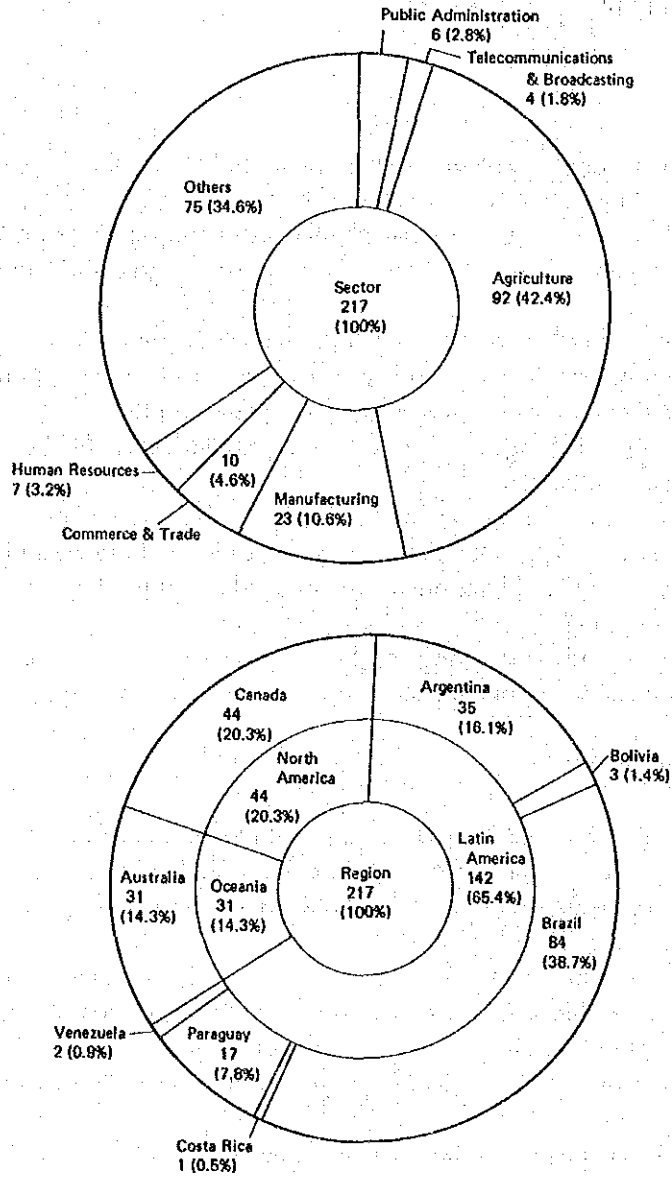 Public Administration
6 (2.8%)
Telecommunications
& Broadcasting
4 (1.8%)
Others
75 (34.6%)
Sector
217
(100%)
Agriculture
92 (42.4%)
Human Resources
7 (3.2%)
10
(4.6%)
Commerce & Trade
Manufacturing
23 (10.6%)
Canada
44
(20.3%)
Argentina
35
(16.1%)
Bolivia
3 (1.4%)
North
America
44
(20.3%)
Latin
America
142
(65.4%)
Region
217
(100%)
Australia
31
(14.3%)
Oceania
31
(14.3%)
Brazil
84
(38.7%)
Venezuela
2 (0.9%)
Paraguay
17
(7.8%)
Costa Rica
1 (0.5%)